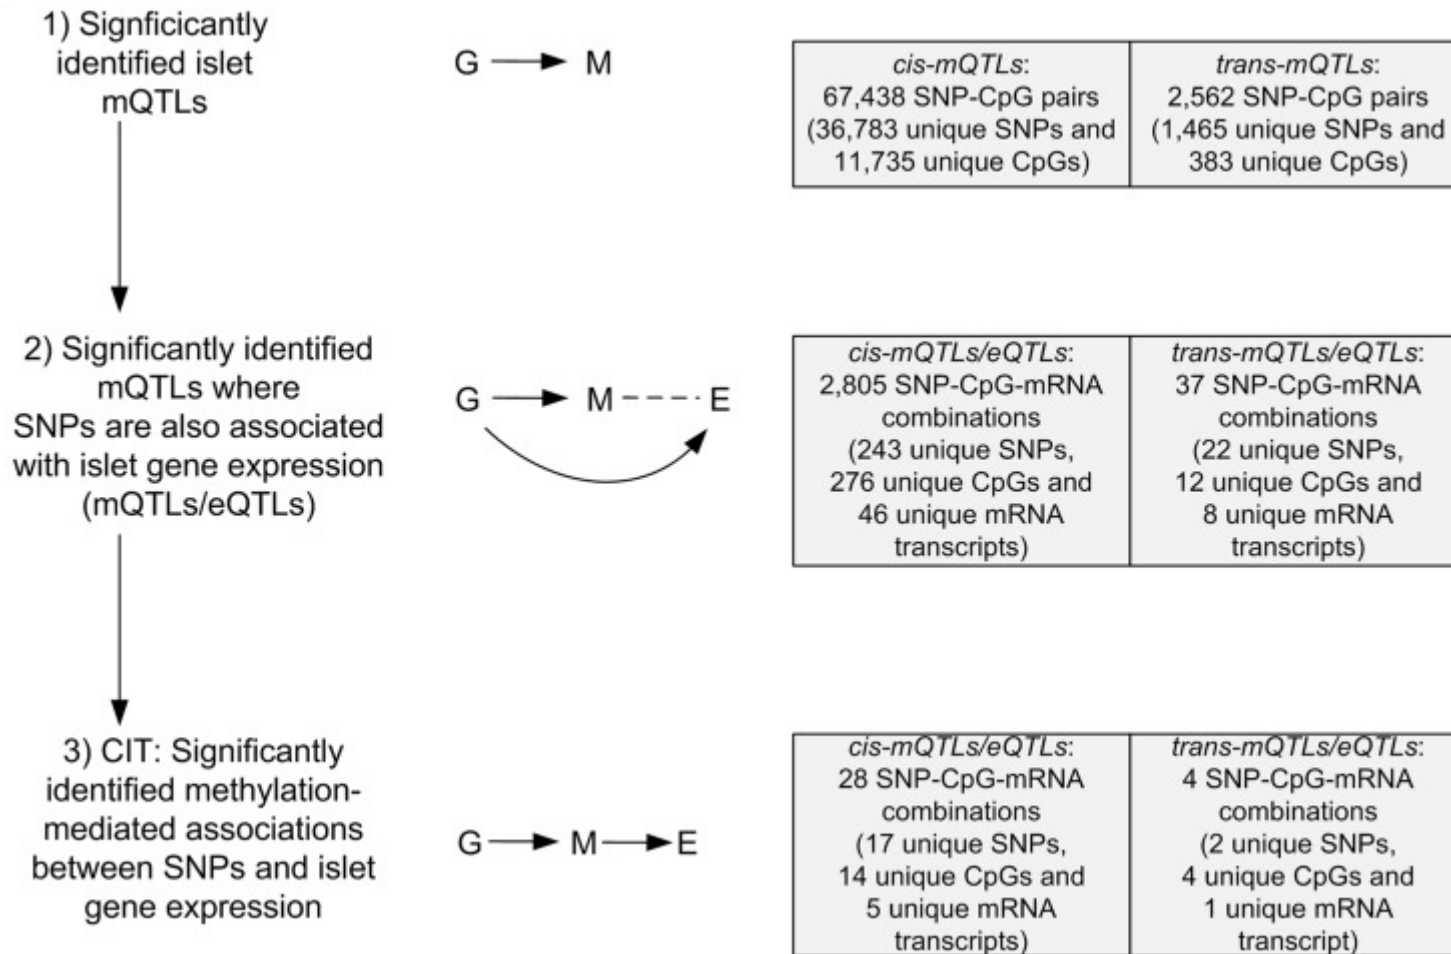 1) Signficicantly
identified islet
mQTLs
G M
cis-mQTLs:
67,438 SNP-CpG pairs
(36,783 unique SNPs and
11,735 unique CpGs)
trans-mQTLs:
2,562 SNP-CpG pairs
(1,465 unique SNPs and
383 unique CpGs)
2) Significantly identified
mQTLs where
SNPs are also associated
with islet gene expression
(mQTLs/eQTLs)
G M E
cis-mQTLs/eQTLs:
2,805 SNP-CpG-mRNA
combinations
(243 unique SNPs,
276 unique CpGs and
46 unique mRNA
transcripts)
trans-mQTLs/eQTLs:
37 SNP-CpG-mRNA
combinations
(22 unique SNPs,
12 unique CpGs and
8 unique mRNA
transcripts)
3) CIT: Significantly
identified methylation-
mediated associations
between SNPs and islet
gene expression
G M E
cis-mQTLs/eQTLs:
28 SNP-CpG-mRNA
combinations
(17 unique SNPs,
14 unique CpGs and
5 unique mRNA
transcripts)
trans-mQTLs/eQTLs:
4 SNP-CpG-mRNA
combinations
(2 unique SNPs,
4 unique CpGs and
1 unique mRNA
transcript)